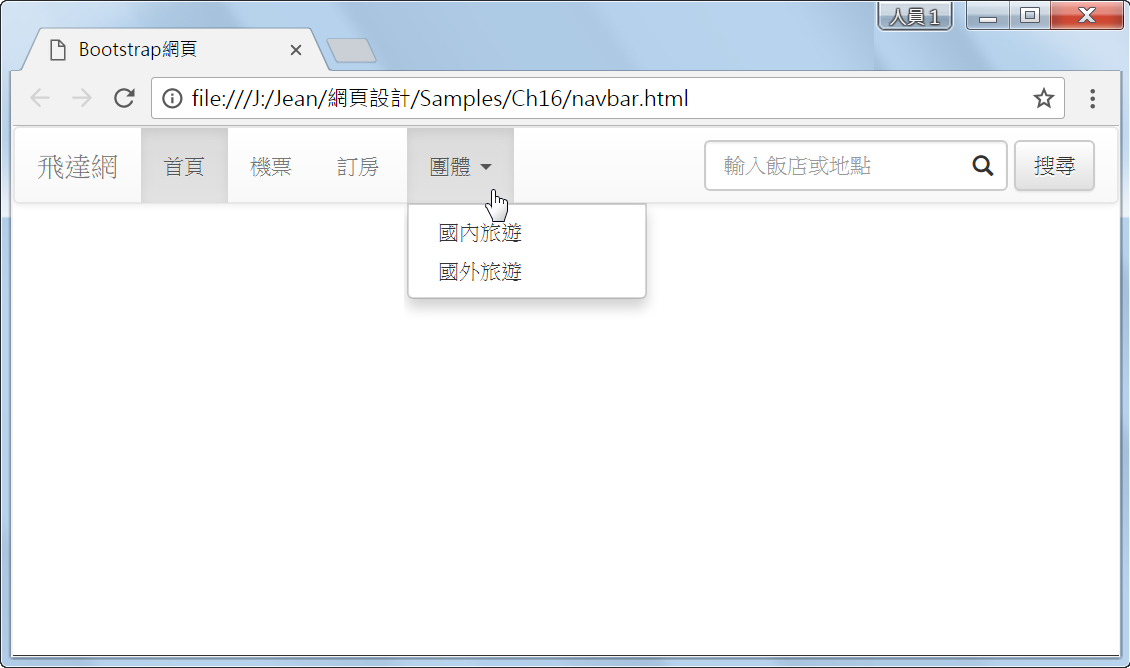 人員 1
Bootstrap網頁
file:///J:/Jean/網頁設計/Samples/Ch16/navbar.html
飛達網 首頁 機票 訂房 團體 輸入飯店或地點 搜尋
國內旅遊
國外旅遊